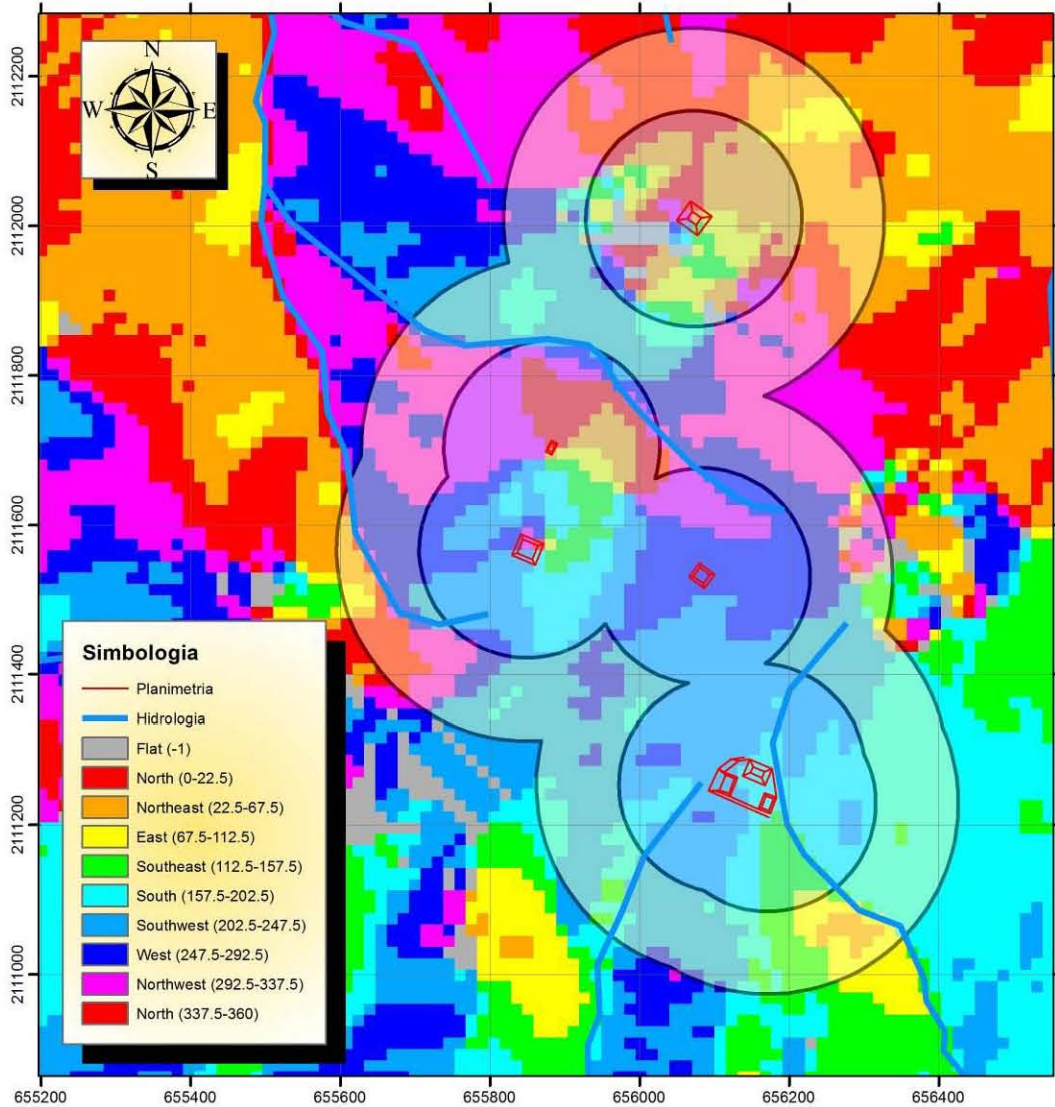 N
W E
S
2112200
2112000
2111800
2111600
2111400
2111200
2111000
Simbologia
Planimetria
Hidrologia
Flat (-1)
North (0-22.5)
Northeast (22.5-67.5)
East (67.5-112.5)
Southeast (112.5-157.5)
South (157.5-202.5)
Southwest (202.5-247.5)
West (247.5-292.5)
Northwest (292.5-337.5)
North (337.5-360)
655200 655400 655600 655800 656000 656200 656400